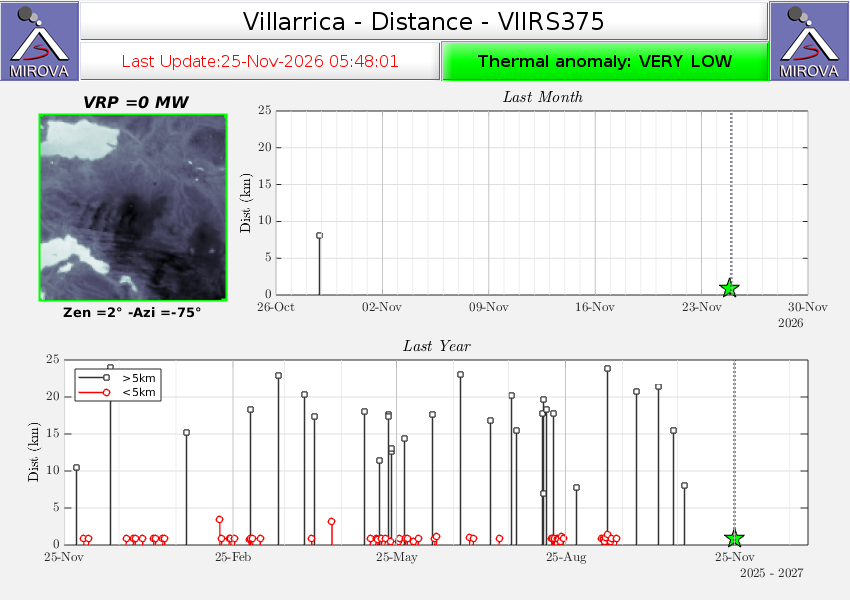 MIROVA
Villarrica - Distance - VIIRS375
Last Update:25-Nov-2026 05:48:01
Thermal anomaly: VERY LOW
MIROVA
VRP =0 MW
Zen =2° -Azi =-75°
Last Month
Dist (km)
25
20
15
10
5
0
26-Oct
02-Nov
09-Nov
16-Nov
23-Nov
30-Nov
2026
Last Year
Dist (km)
25
20
15
10
5
0
>5km
<5km
25-Nov
25-Feb
25-May
25-Aug
25-Nov
2025 - 2027